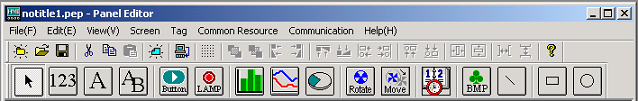 notitle1.pep - Panel Editor
File(F) Edit(E) View(V) Screen Tag Common Resource Communication Help(H)
123 A AB Button LAMP Rotate Move BMP